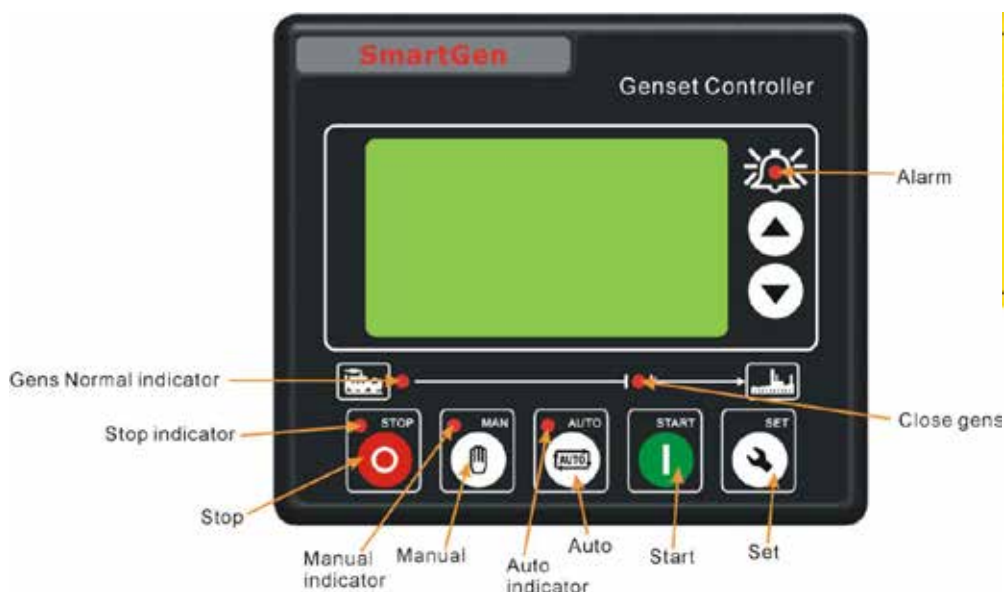 SmartGen
Genset Controller
Alarm
Gens Normal indicator
Close gens
Stop indicator
STOP
MAN
AUTO
START
SET
AUTO
Stop
Manual indicator
Manual
Auto indicator
Auto
Start
Set